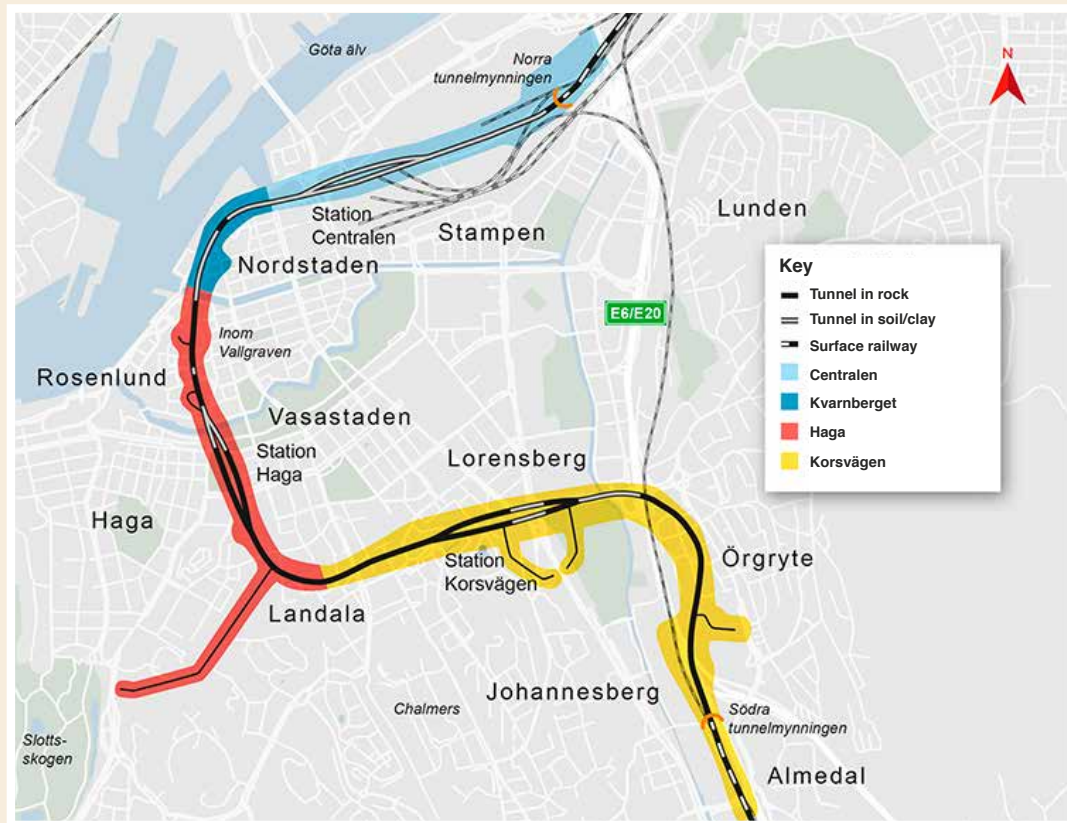 Göta älv
Norra
tunnelmynningen
N
Lunden
Station
Centralen
Stampen
Nordstaden
Key
Tunnel in rock
Tunnel in soil/clay
Surface railway
Centralen
Kvarnberget
Haga
Korsvägen
E6/E20
Inom
Vallgraven
Rosenlund
Vasastaden
Station
Haga
Lorensberg
Haga
Station
Korsvägen
Örgryte
Landala
Johannesberg
Chalmers
Södra
tunnelmynningen
Slotts-
skogen
Almedal